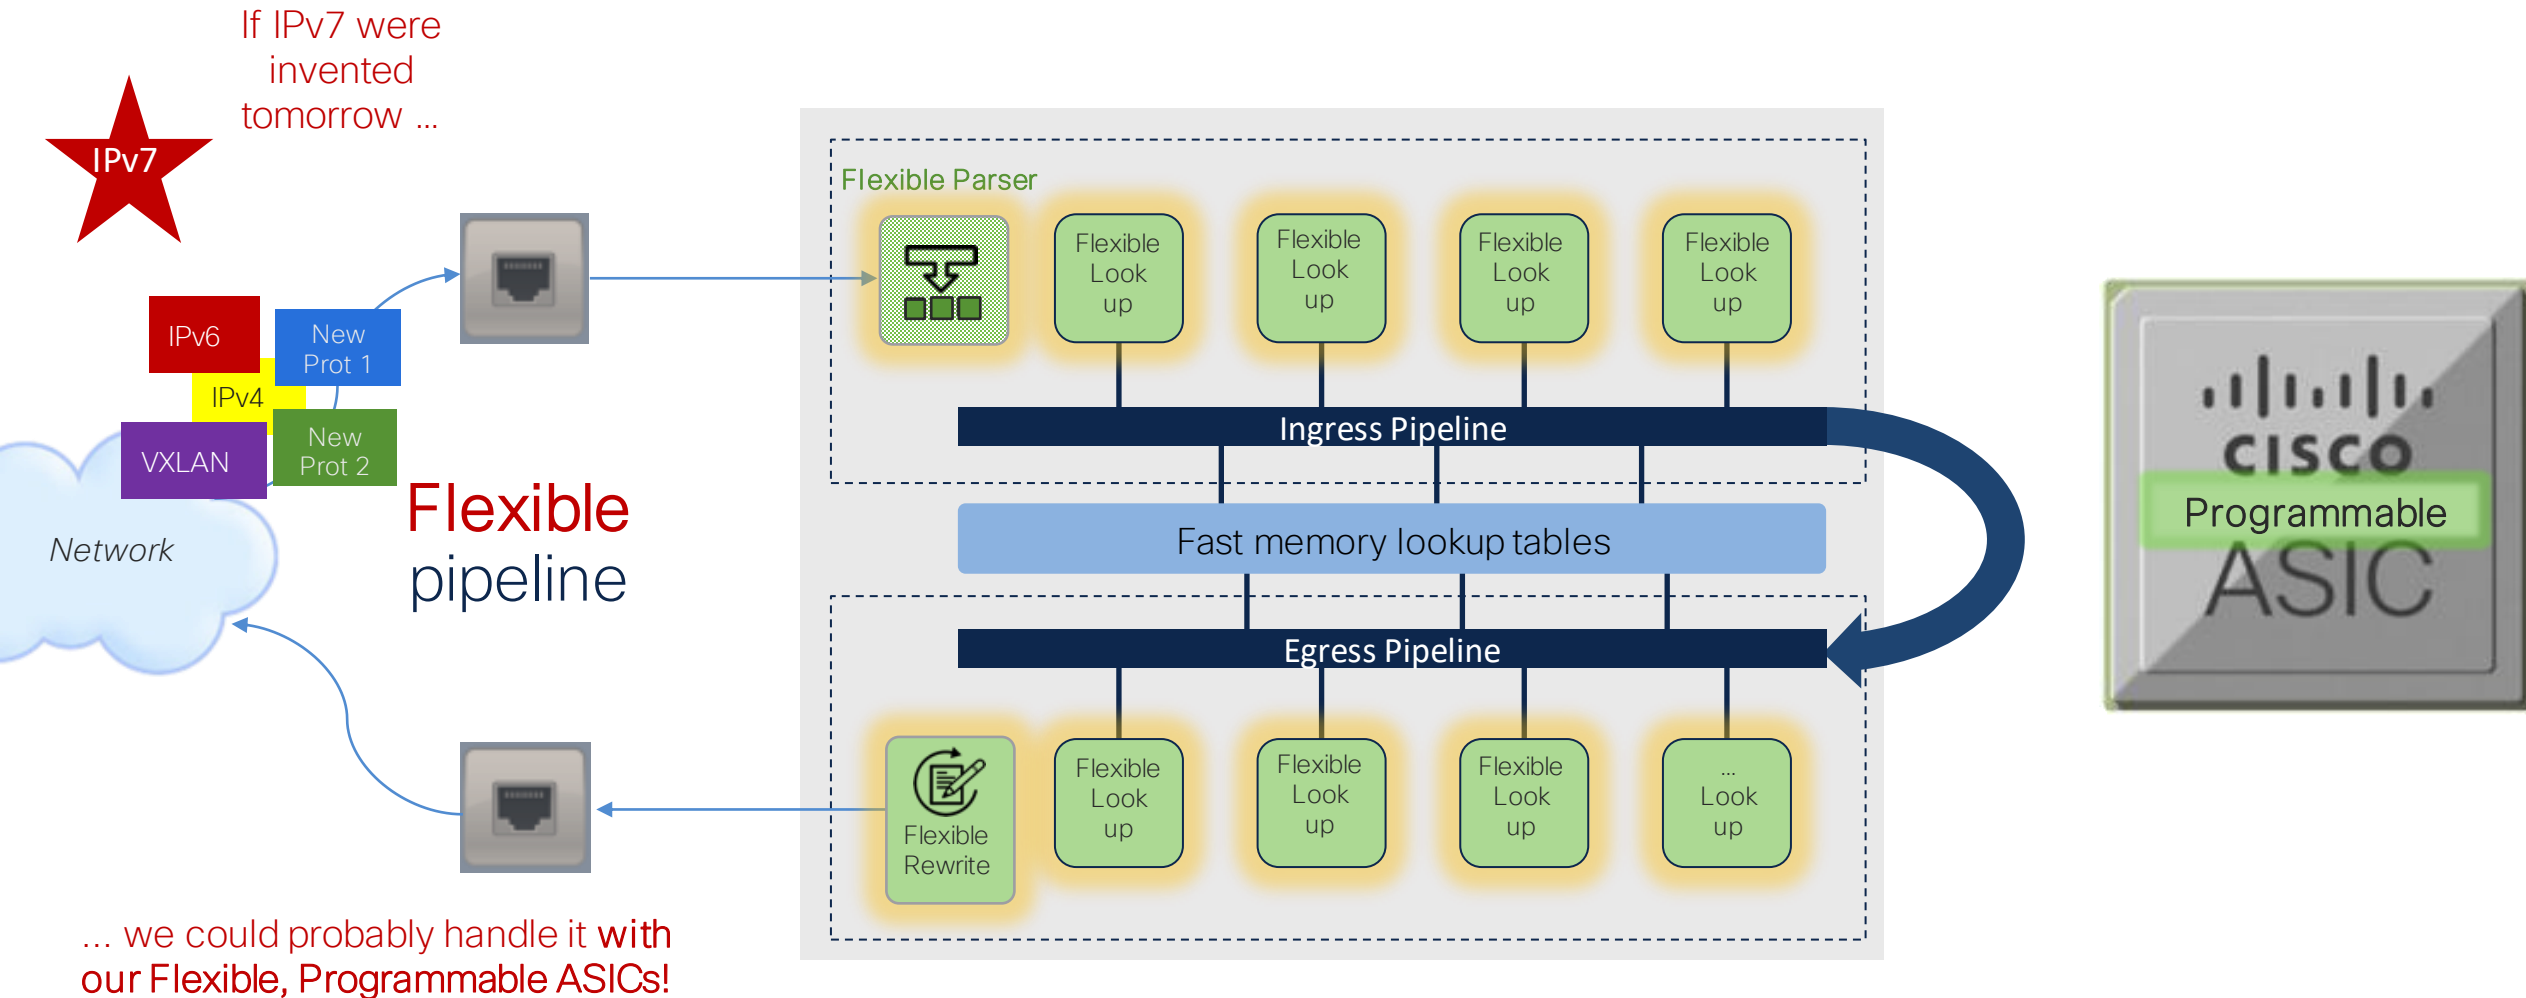 If IPv7 were
invented
tomorrow ...
IPv7
IPv6
New
Prot 1
IPv4
VXLAN
New
Prot 2
Network
Flexible
pipeline
Flexible Parser
Flexible
Look
up
Flexible
Look
up
Flexible
Look
up
Flexible
Look
up
Ingress Pipeline
Fast memory lookup tables
Egress Pipeline
Flexible
Rewrite
Flexible
Look
up
Flexible
Look
up
Flexible
Look
up
...
Look
up
CISCO
Programmable
ASIC
... we could probably handle it with
our Flexible, Programmable ASICs!